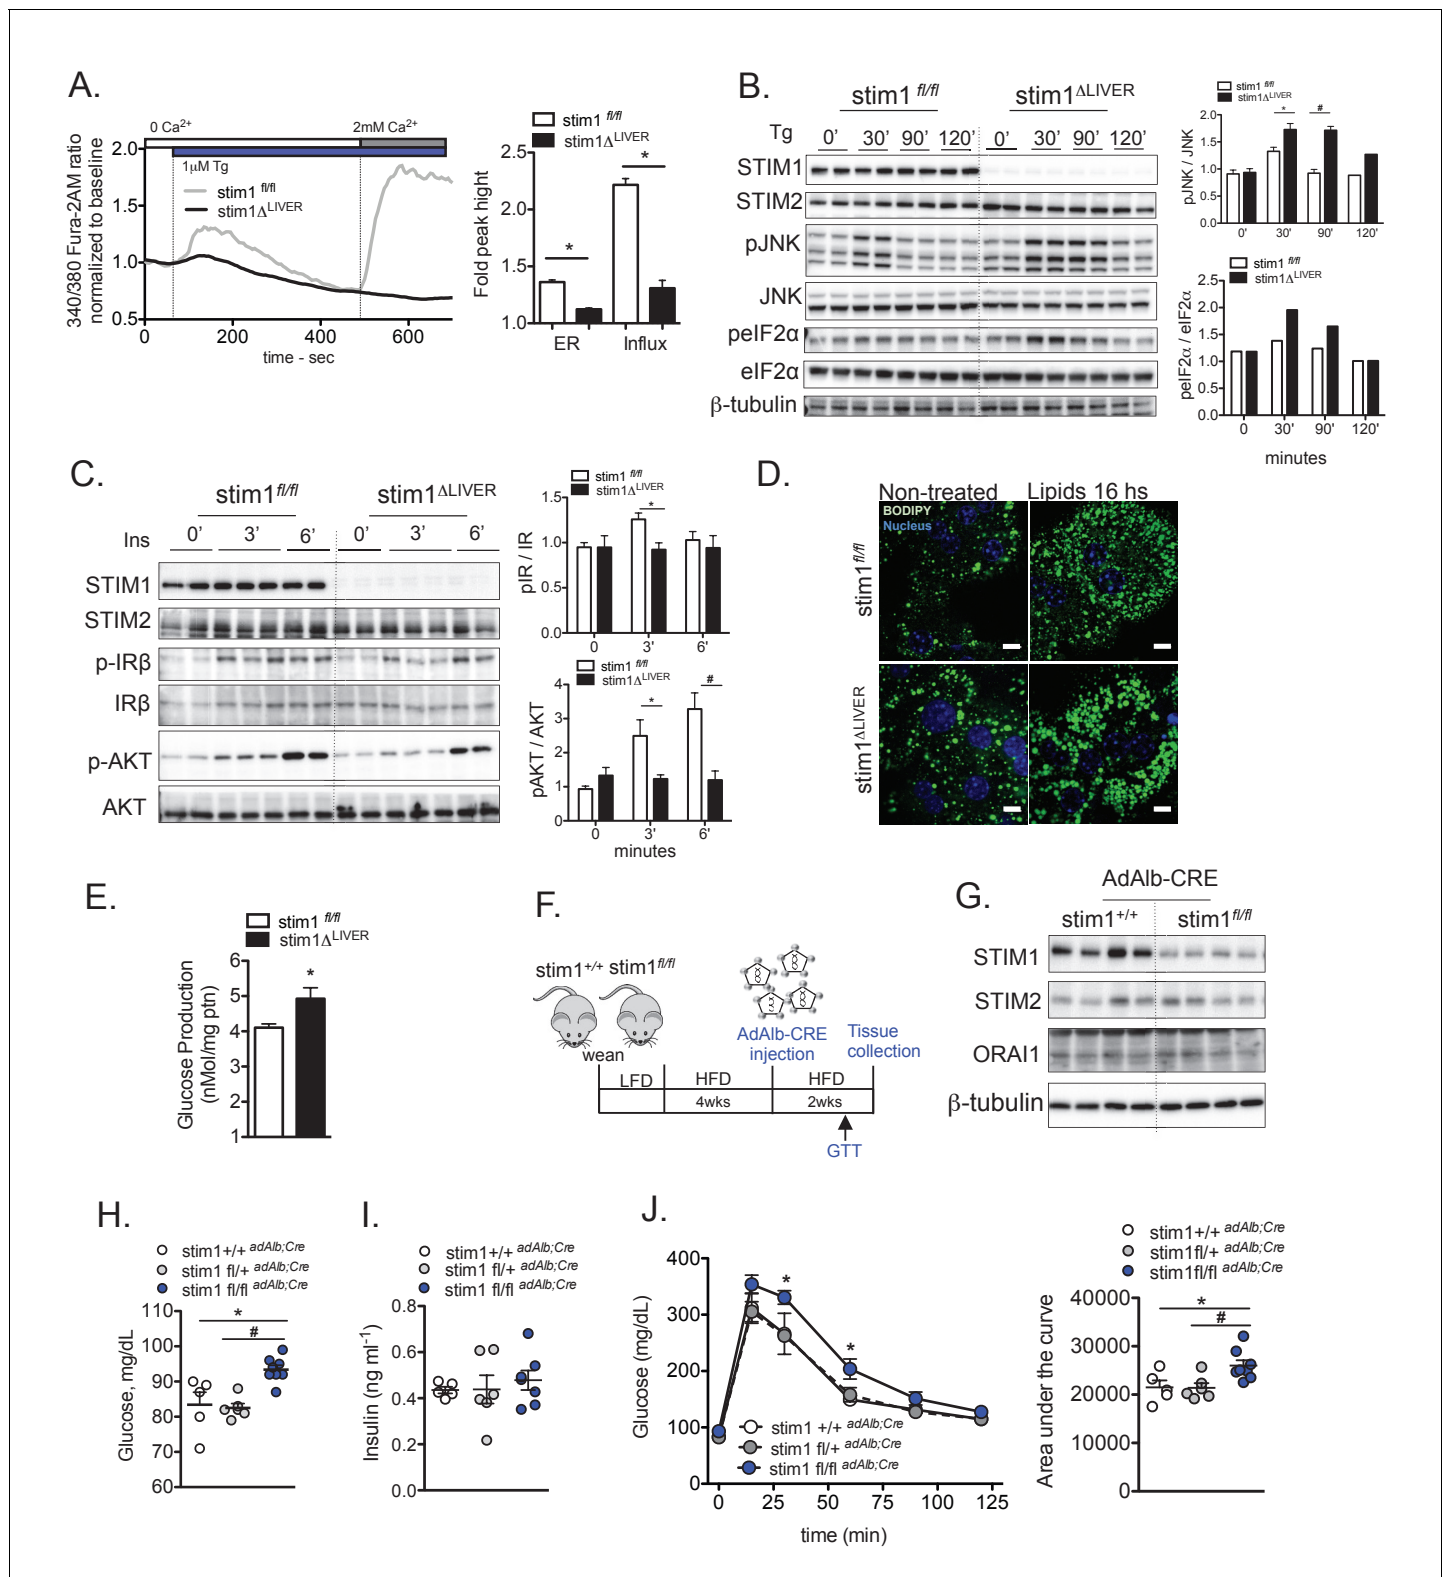 A.
0 Ca2+
2mM Ca2+
1μM Tg
stim1 fl/fl
stim1ΔLIVER
340/380 Fura-2AM ratio
normalized to baseline
2.0
1.5
1.0
0.5
0 200 400 600
time - sec
stim1 fl/fl
stim1ΔLIVER
Fold peak hight
2.5
2.0
1.5
1.0
* *
ER Influx
B.
stim1 fl/fl stim1ΔLIVER
Tg 0' 30' 90' 120' 0' 30' 90' 120'
STIM1
STIM2
pJNK
JNK
peIF2α
eIF2α
β-tubulin
stim1 fl/fl
stim1ΔLIVER
pJNK / JNK
2.0
1.5
1.0
0.5
0.0
* #
0' 30' 90' 120'
stim1 fl/fl
stim1ΔLIVER
peIF2α / eIF2α
2.5
2.0
1.5
1.0
0.5
0.0
0 30' 90' 120'
minutes
C.
stim1fl/fl stim1ΔLIVER
Ins 0' 3' 6' 0' 3' 6'
STIM1
STIM2
p-IRβ
IRβ
p-AKT
AKT
stim1 fl/fl
stim1ΔLIVER
pIR / IR
1.5
1.0
0.5
0.0
*
0 3' 6'
stim1 fl/fl
stim1ΔLIVER
pAKT / AKT
4
3
2
1
0
* #
0 3' 6'
minutes
D.
Non-treated Lipids 16 hs
BODIPY
Nucleus
stim1fl/fl
stim1ΔLIVER
E.
stim1 fl/fl
stim1ΔLIVER
Glucose Production
(nMol/mg ptn)
6
5
4
3
2
1
*
F.
stim1+/+ stim1fl/fl
wean
AdAlb-CRE
injection
Tissue
collection
LFD HFD HFD
4wks 2wks
GTT
G.
AdAlb-CRE
stim1+/+ stim1fl/fl
STIM1
STIM2
ORAI1
β-tubulin
H.
stim1+/+ adAlb;Cre
stim1 fl/+ adAlb;Cre
stim1 fl/fl adAlb;Cre
Glucose, mg/dL
110
100
90
80
70
60
*
#
I.
stim1+/+ adAlb;Cre
stim1 fl/+ adAlb;Cre
stim1 fl/fl adAlb;Cre
Insulin (ng ml-1)
0.8
0.6
0.4
0.2
0.0
J.
Glucose (mg/dL)
400
300
200
100
0
*
*
stim1 +/+ adAlb;Cre
stim1 fl/+ adAlb;Cre
stim1 fl/fl adAlb;Cre
0 25 50 75 100 125
time (min)
stim1+/+ adAlb;Cre
stim1fl/+ adAlb;Cre
stim1fl/fl adAlb;Cre
Area under the curve
40000
30000
20000
10000
0
*
#